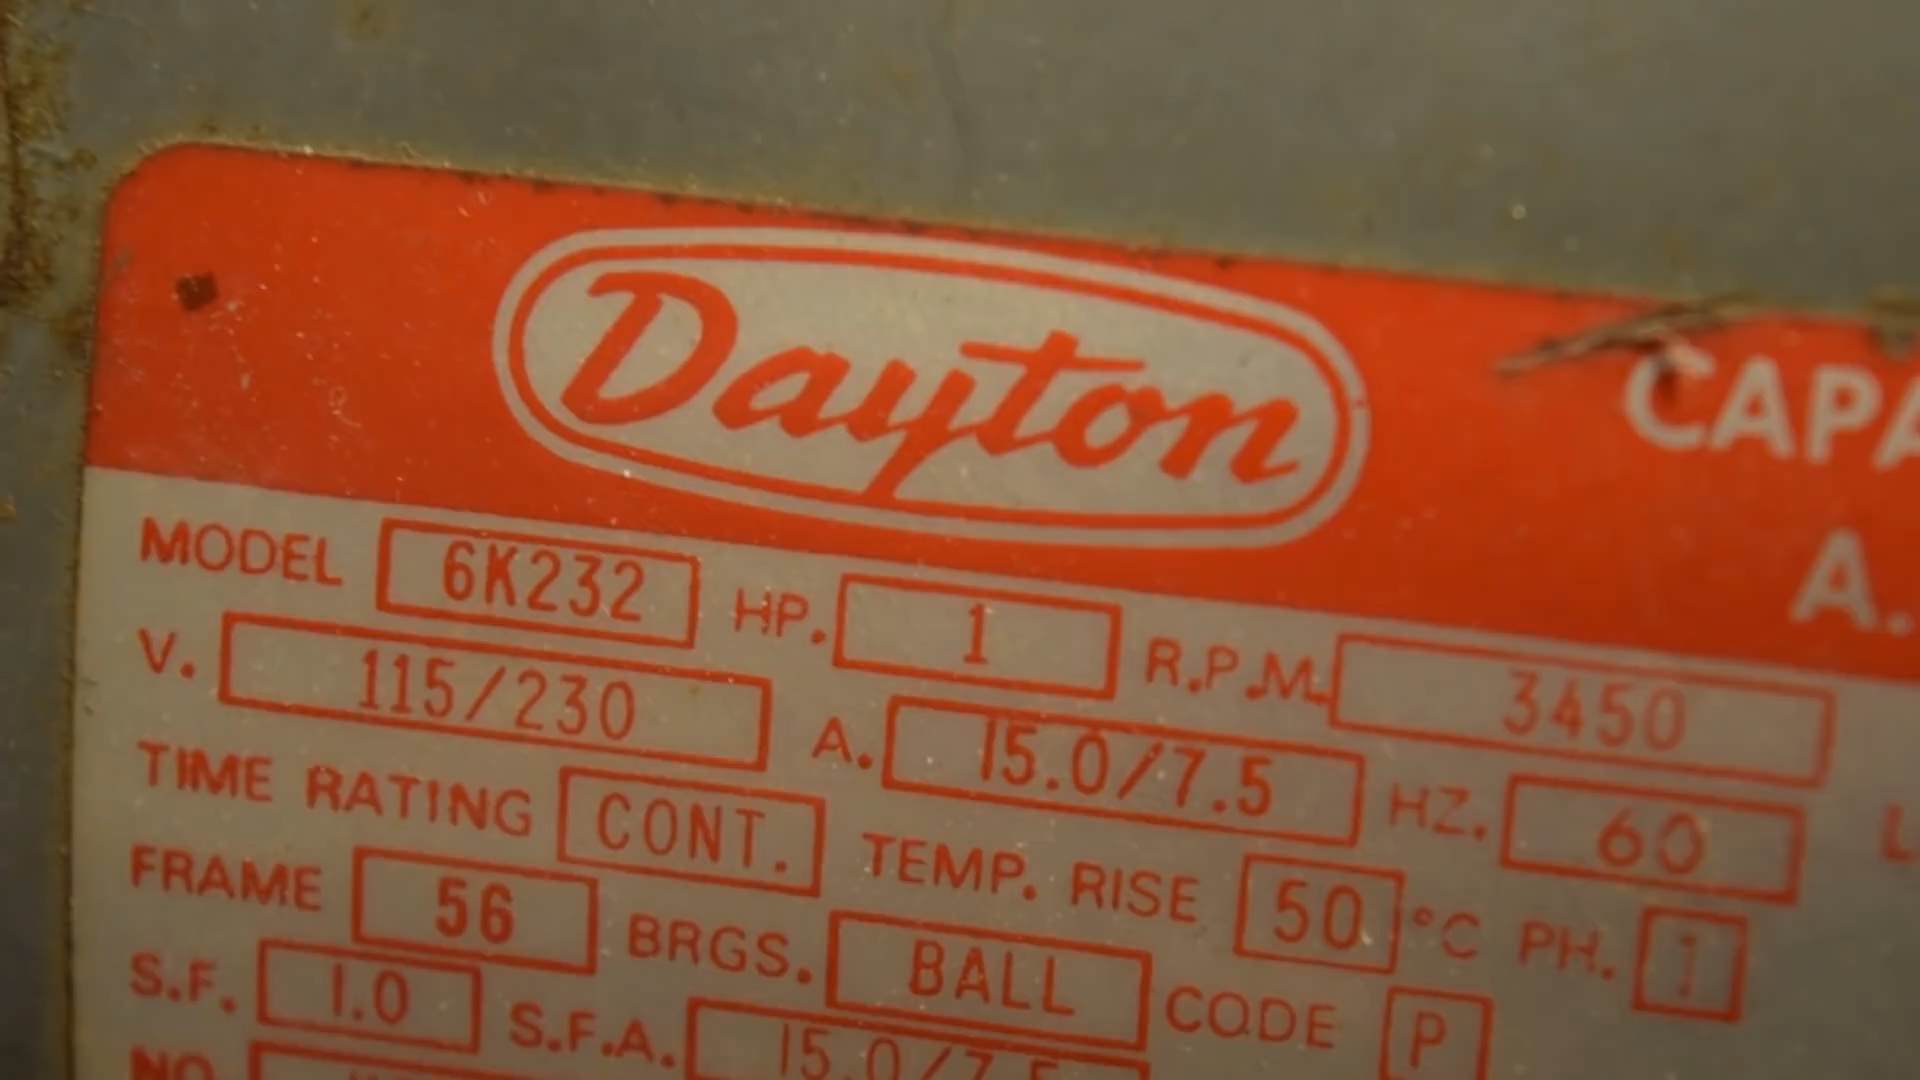 Dayton
CAPA
A.
MODEL 6K232 HP. 1 R.P.M. 3450
V. 115/230 A. 15.0/7.5 HZ. 60
TIME RATING CONT. TEMP. RISE 50 °C PH. 1
FRAME 56 BRGS. BALL CODE P
S.F. 1.0 S.F.A. 15.0/7.5
NO.